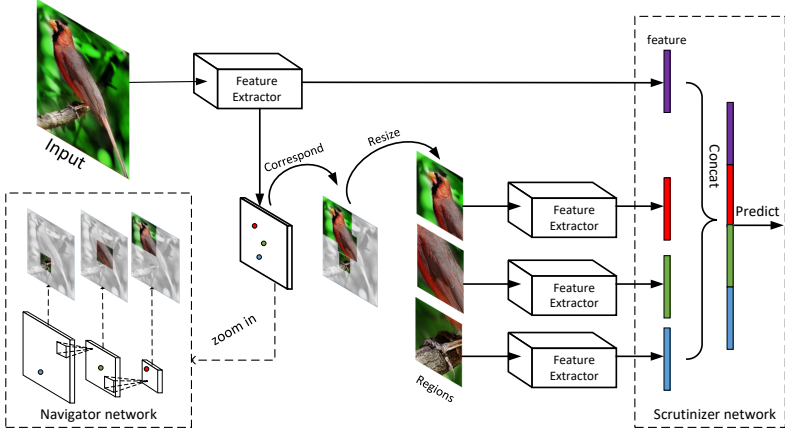 feature
Feature
Extractor
Input
Correspond
Resize
Concat
Predict
Feature
Extractor
Feature
Extractor
Feature
Extractor
zoom in
Regions
Navigator network
Scrutinizer network